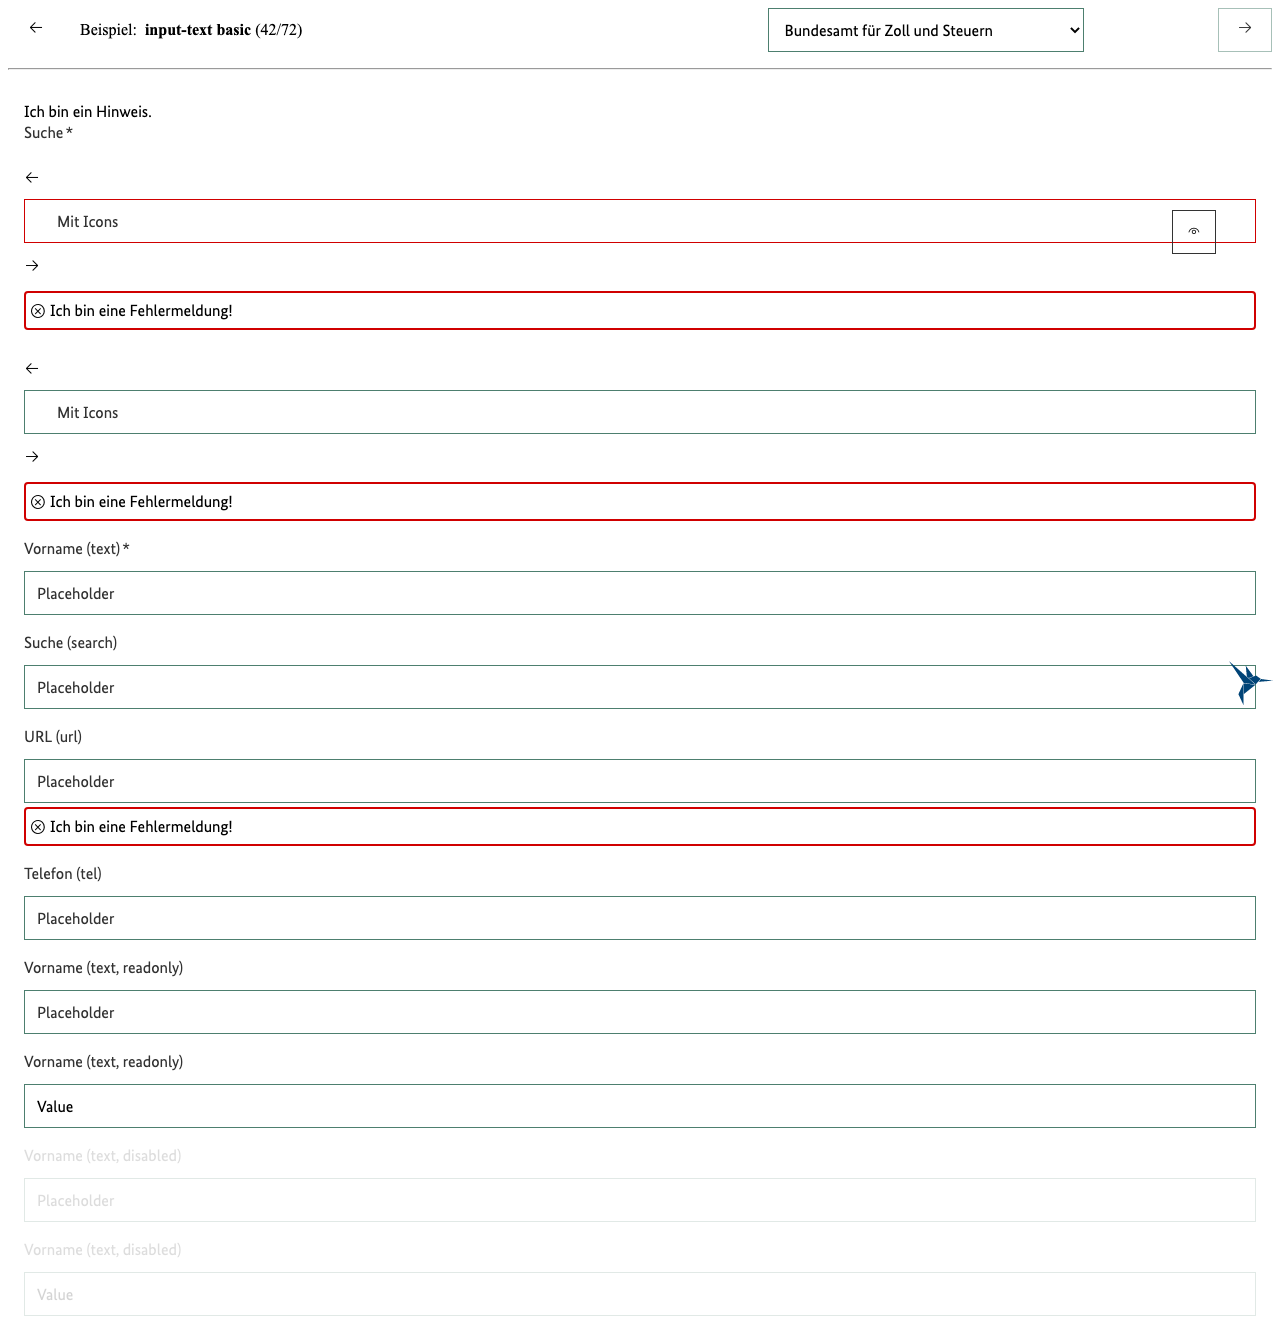 Beispiel: input-text basic (42/72)
Bundesamt für Zoll und Steuern
Ich bin ein Hinweis.
Suche*
Mit Icons
Ich bin eine Fehlermeldung!
Mit Icons
Ich bin eine Fehlermeldung!
Vorname (text)*
Placeholder
Suche (search)
Placeholder
URL (url)
Placeholder
Ich bin eine Fehlermeldung!
Telefon (tel)
Placeholder
Vorname (text, readonly)
Placeholder
Vorname (text, readonly)
Value
Vorname (text, disabled)
Placeholder
Vorname (text, disabled)
Value